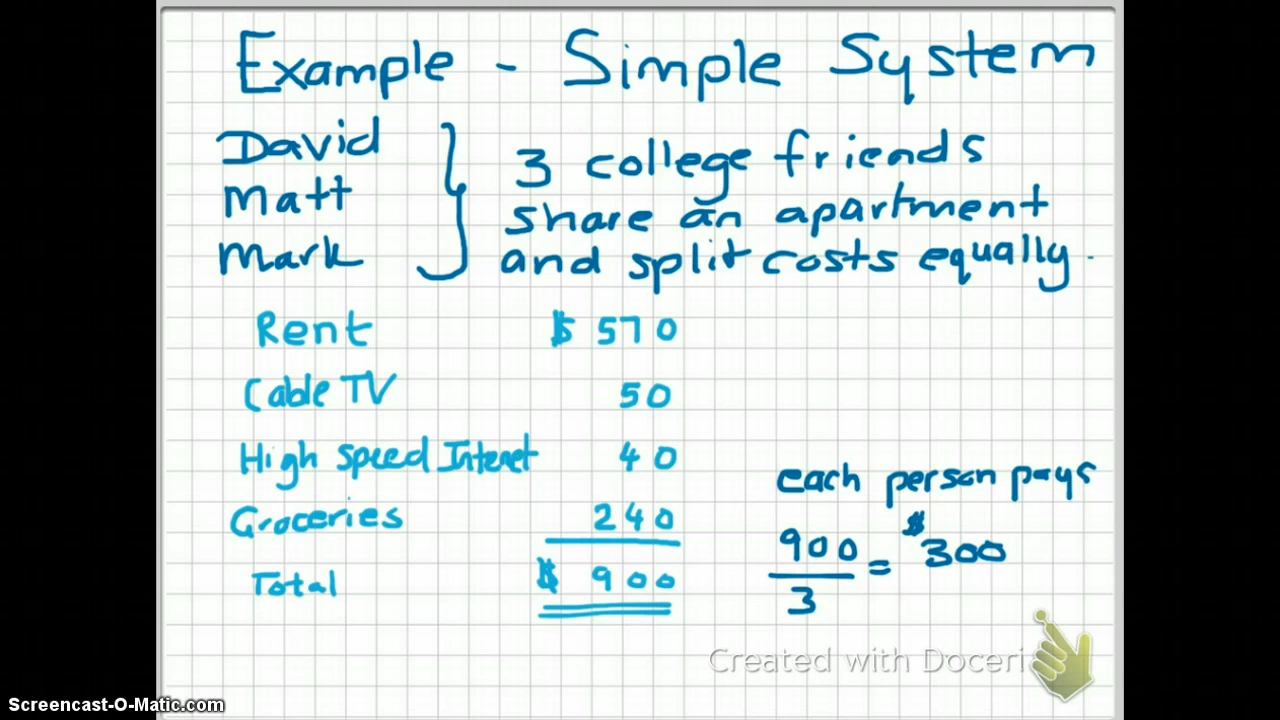 Example - Simple System
David
Matt
Mark
3 college friends
share an apartment
and split costs equally.
Rent $ 570
Cable TV 50
High speed Internet 40
Groceries 240
Total $ 900
each person pays
900
3
= $300
Created with Doceri
Screencast-O-Matic.com